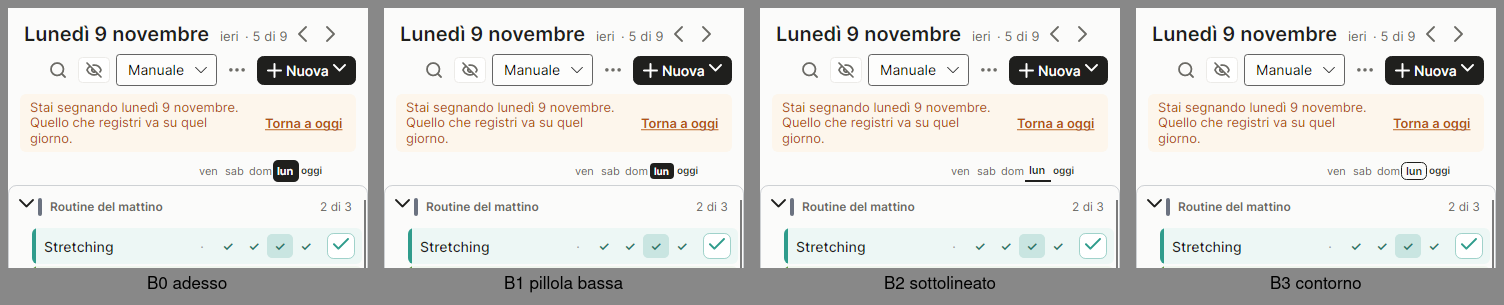 Lunedì 9 novembre ieri · 5 di 9
Manuale ••• + Nuova
Stai segnando lunedì 9 novembre.
Quello che registri va su quel
giorno.
Torna a oggi
ven sab dom lun oggi
Routine del mattino 2 di 3
Stretching
B0 adesso
Lunedì 9 novembre ieri · 5 di 9
Manuale ••• + Nuova
Stai segnando lunedì 9 novembre.
Quello che registri va su quel
giorno.
Torna a oggi
ven sab dom lun oggi
Routine del mattino 2 di 3
Stretching
B1 pillola bassa
Lunedì 9 novembre ieri · 5 di 9
Manuale ••• + Nuova
Stai segnando lunedì 9 novembre.
Quello che registri va su quel
giorno.
Torna a oggi
ven sab dom lun oggi
Routine del mattino 2 di 3
Stretching
B2 sottolineato
Lunedì 9 novembre ieri · 5 di 9
Manuale ••• + Nuova
Stai segnando lunedì 9 novembre.
Quello che registri va su quel
giorno.
Torna a oggi
ven sab dom lun oggi
Routine del mattino 2 di 3
Stretching
B3 contorno